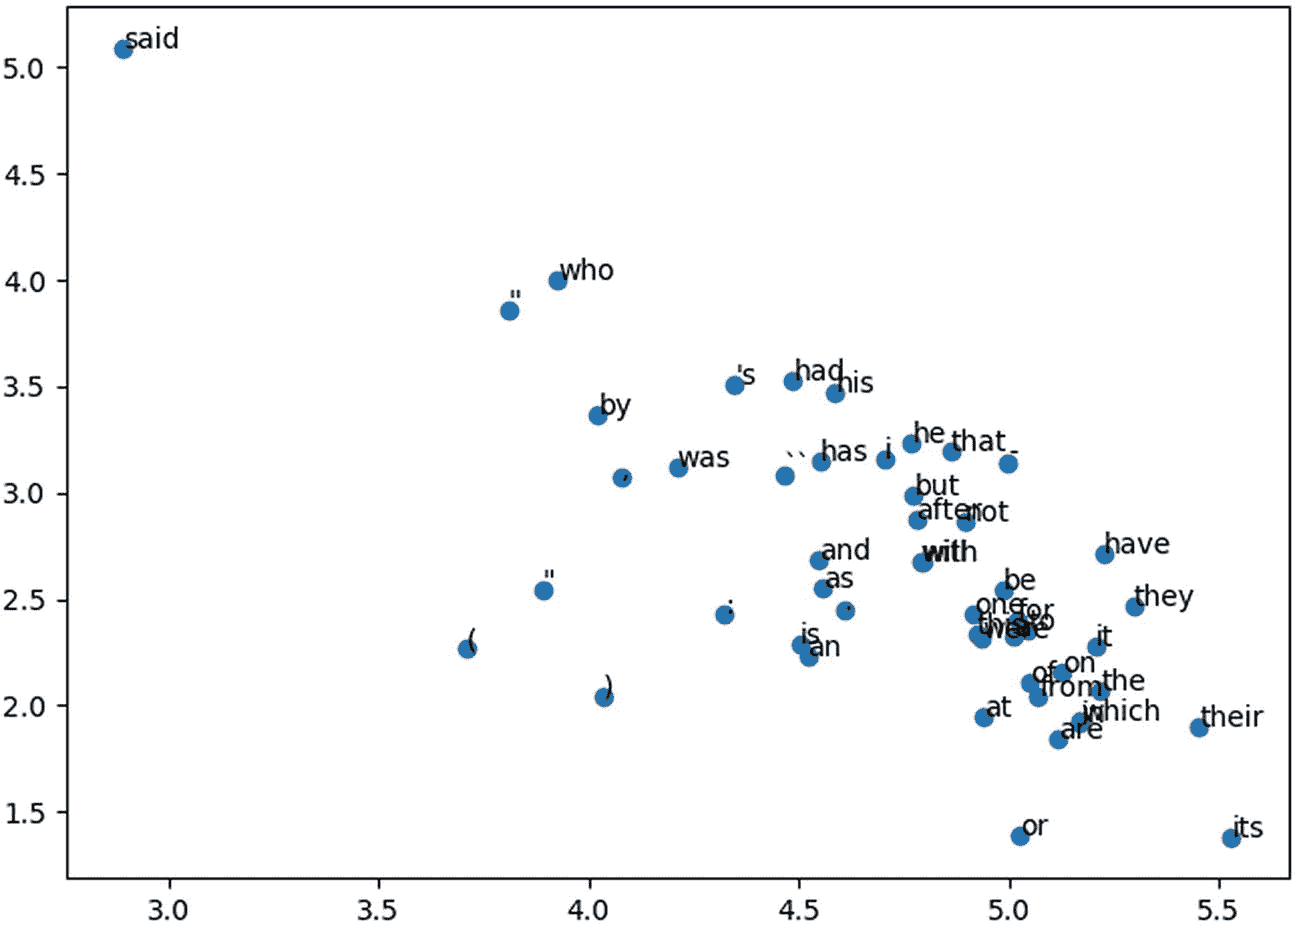 said
5.0
4.5
who
4.0
"
's
had
his
3.5
by
he
that
-
was
``
has
i
3.0
,
but
after
not
with
and
have
"
as
be
2.5
:
.
one
for
to
they
(
is
an
it
of
on
from
the
)
2.0
at
in
which
are
their
1.5
or
its
3.0 3.5 4.0 4.5 5.0 5.5